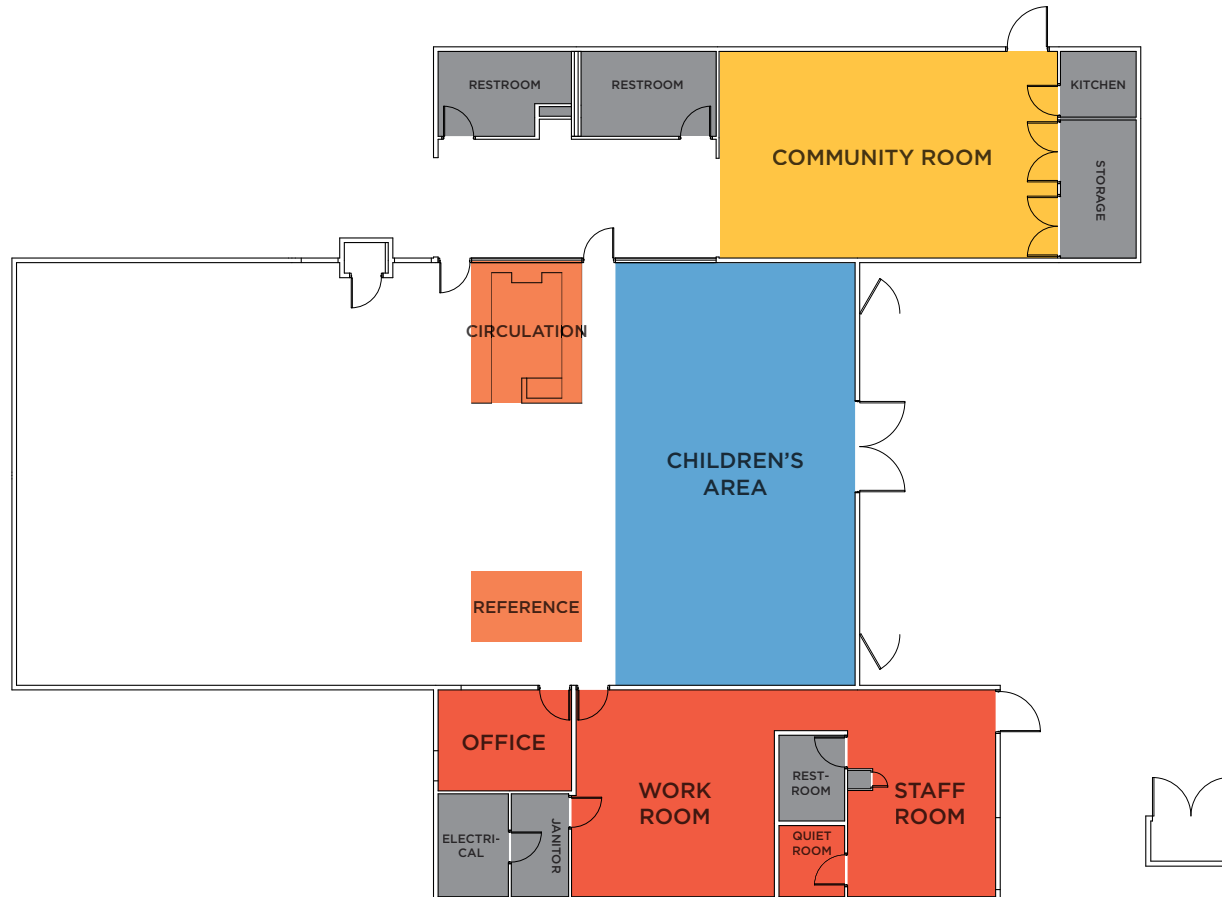 RESTROOM
RESTROOM
KITCHEN
COMMUNITY ROOM
STORAGE
CIRCULATION
CHILDREN'S
AREA
REFERENCE
OFFICE
WORK
ROOM
REST-
ROOM
STAFF
ROOM
QUIET
ROOM
ELECTRI-
CAL
JANITOR